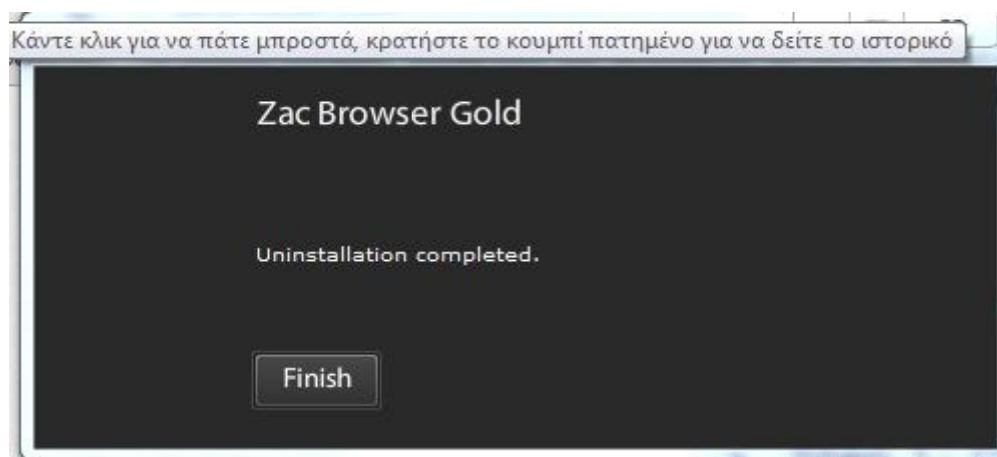 Κάντε κλικ για να πάτε μπροστά, κρατήστε το κουμπί πατημένο για να δείτε το ιστορικό
Zac Browser Gold
Uninstallation completed.
Finish